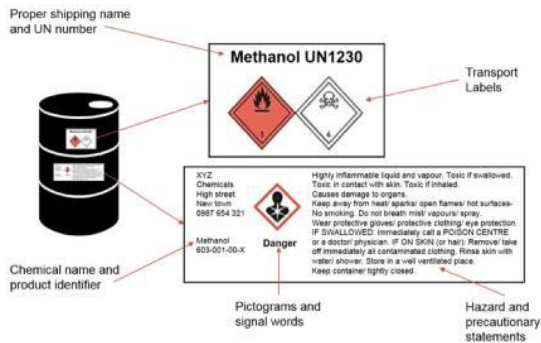 Proper shipping name
and UN number
Methanol UN1230
1
6
Transport
Labels
XYZ
Chemicals
High street
New town
0987 654 321
Methanol
603-001-00-X
Danger
Highly inflammable liquid and vapour. Toxic if swallowed.
Toxic in contact with skin. Toxic if inhaled.
Causes damage to organs.
Keep away from heat/ sparks/ open flames/ hot surfaces-
No smoking. Do not breath mist/ vapours/ spray.
Wear protective gloves/ protective clothing/ eye protection.
IF SWALLOWED: Immediately call a POISON CENTRE
or a doctor/ physician. IF ON SKIN (or hair): Remove/ take
off immediately all contaminated clothing. Rinse skin with
water/ shower. Store in a well ventilated place.
Keep container tightly closed.
Chemical name and
product identifier
Pictograms and
signal words
Hazard and
precautionary
statements